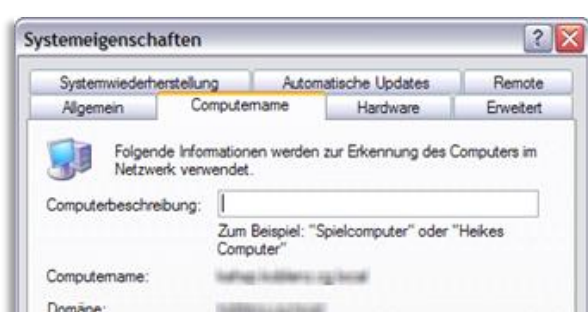 Systemeigenschaften
Systemwiederherstellung Automatische Updates Remote
Allgemein Computername Hardware Erweitert
Folgende Informationen werden zur Erkennung des Computers im
Netzwerk verwendet.
Computerbeschreibung:
Zum Beispiel: "Spielcomputer" oder "Heikes
Computer"
Computername:
Domäne: